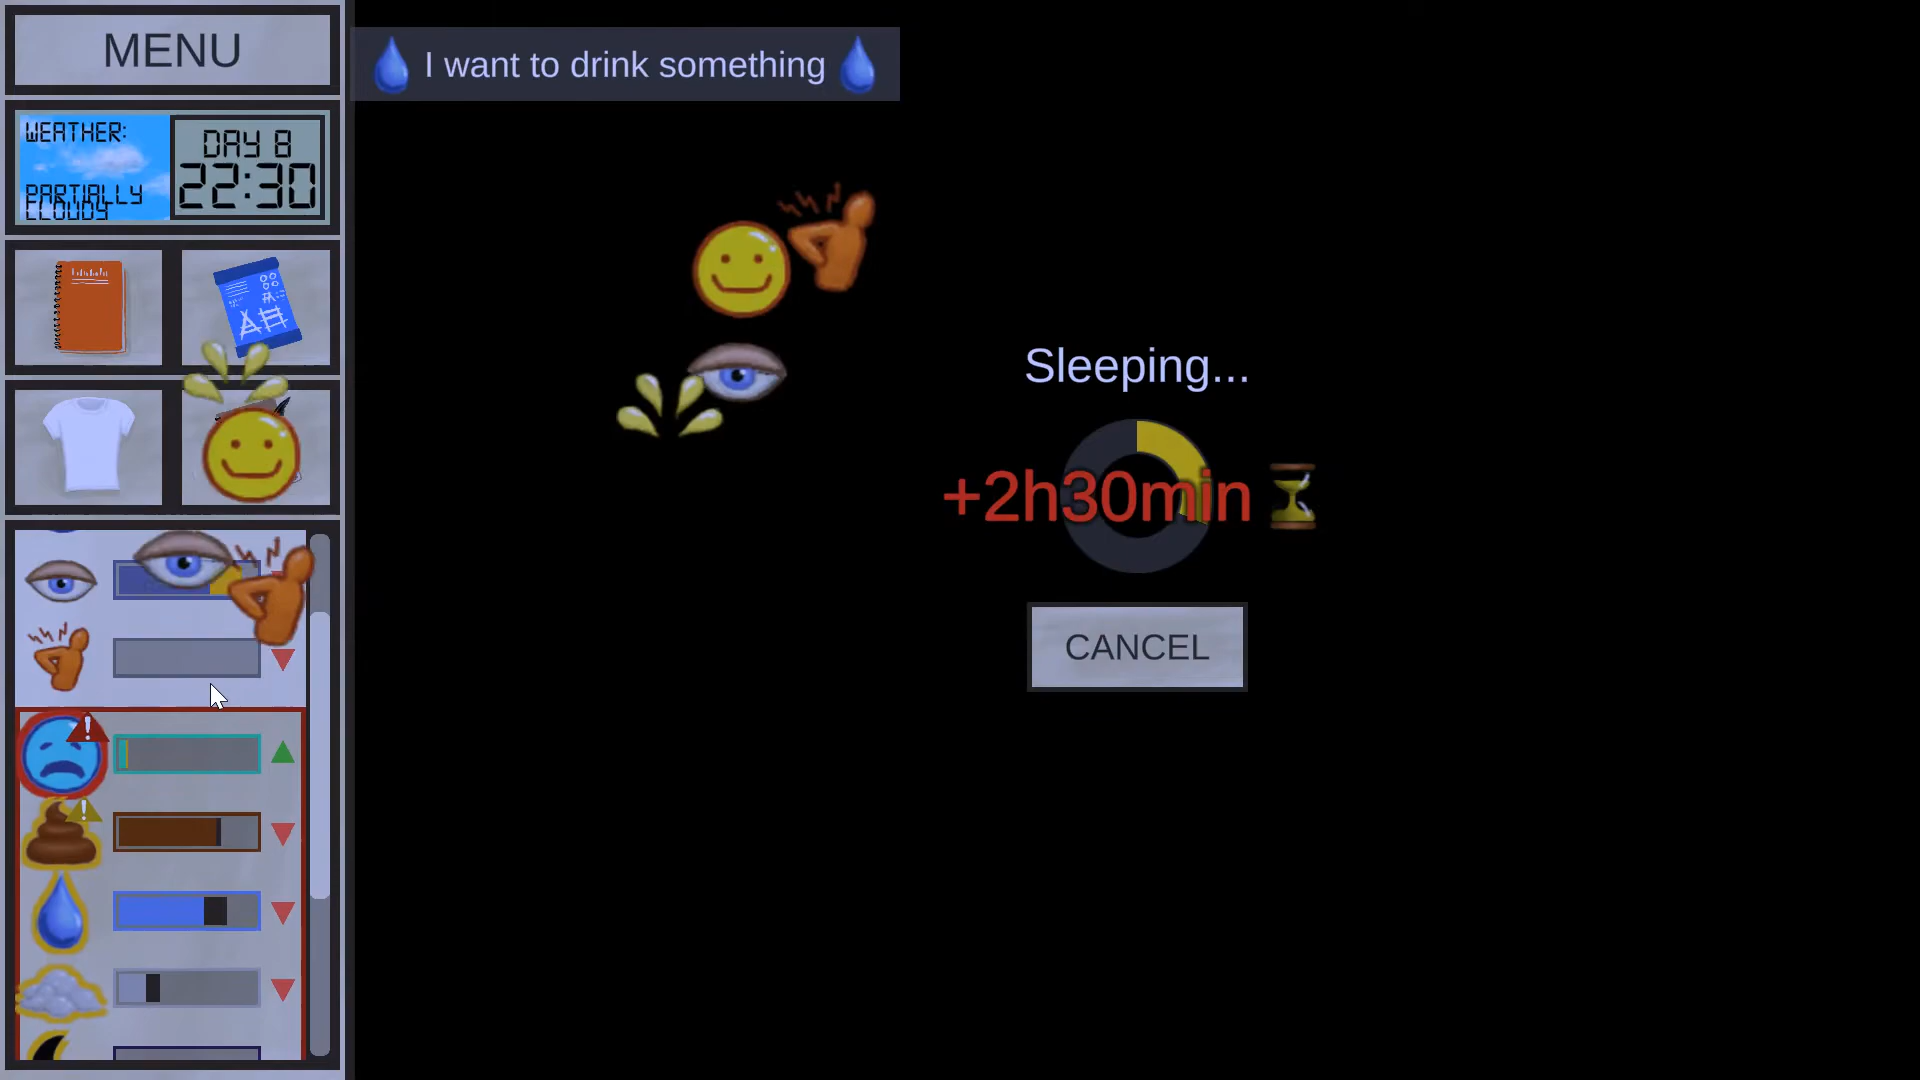 MENU
I want to drink something
WEATHER:
PARTIALLY
CLOUDY
DAY 8
22:30
Sleeping...
+2h30min
CANCEL